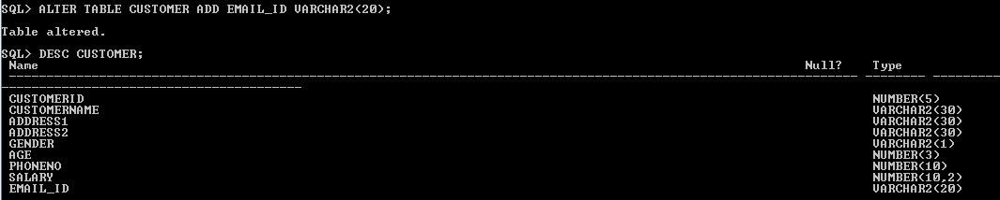 SQL> ALTER TABLE CUSTOMER ADD EMAIL_ID VARCHAR2(20);
Table altered.
SQL> DESC CUSTOMER;
Name Null? Type
CUSTOMERID NUMBER(5)
CUSTOMERNAME VARCHAR2(30)
ADDRESS1 VARCHAR2(30)
ADDRESS2 VARCHAR2(30)
GENDER VARCHAR2(1)
AGE NUMBER(3)
PHONENO NUMBER(10)
SALARY NUMBER(10,2)
EMAIL_ID VARCHAR2(20)